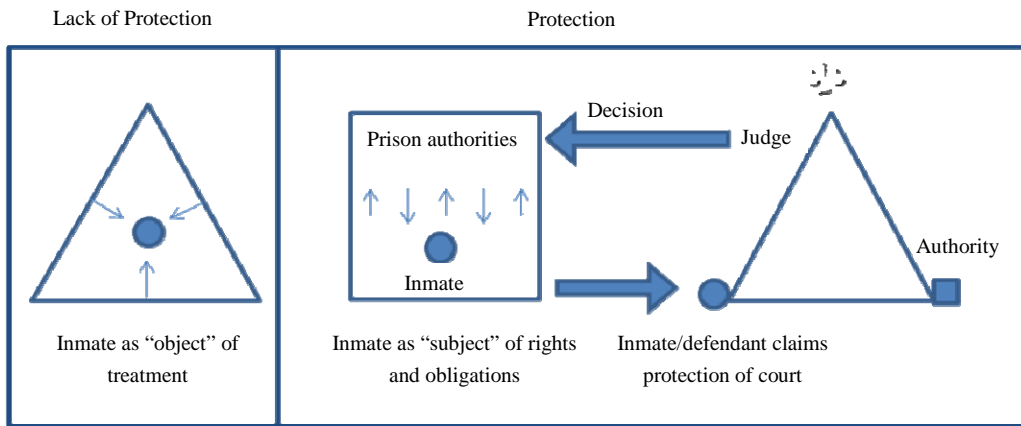 Lack of Protection
Protection
Decision
Prison authorities
Judge
Authority
Inmate
Inmate as “object” of
treatment
Inmate as “subject” of rights
and obligations
Inmate/defendant claims
protection of court